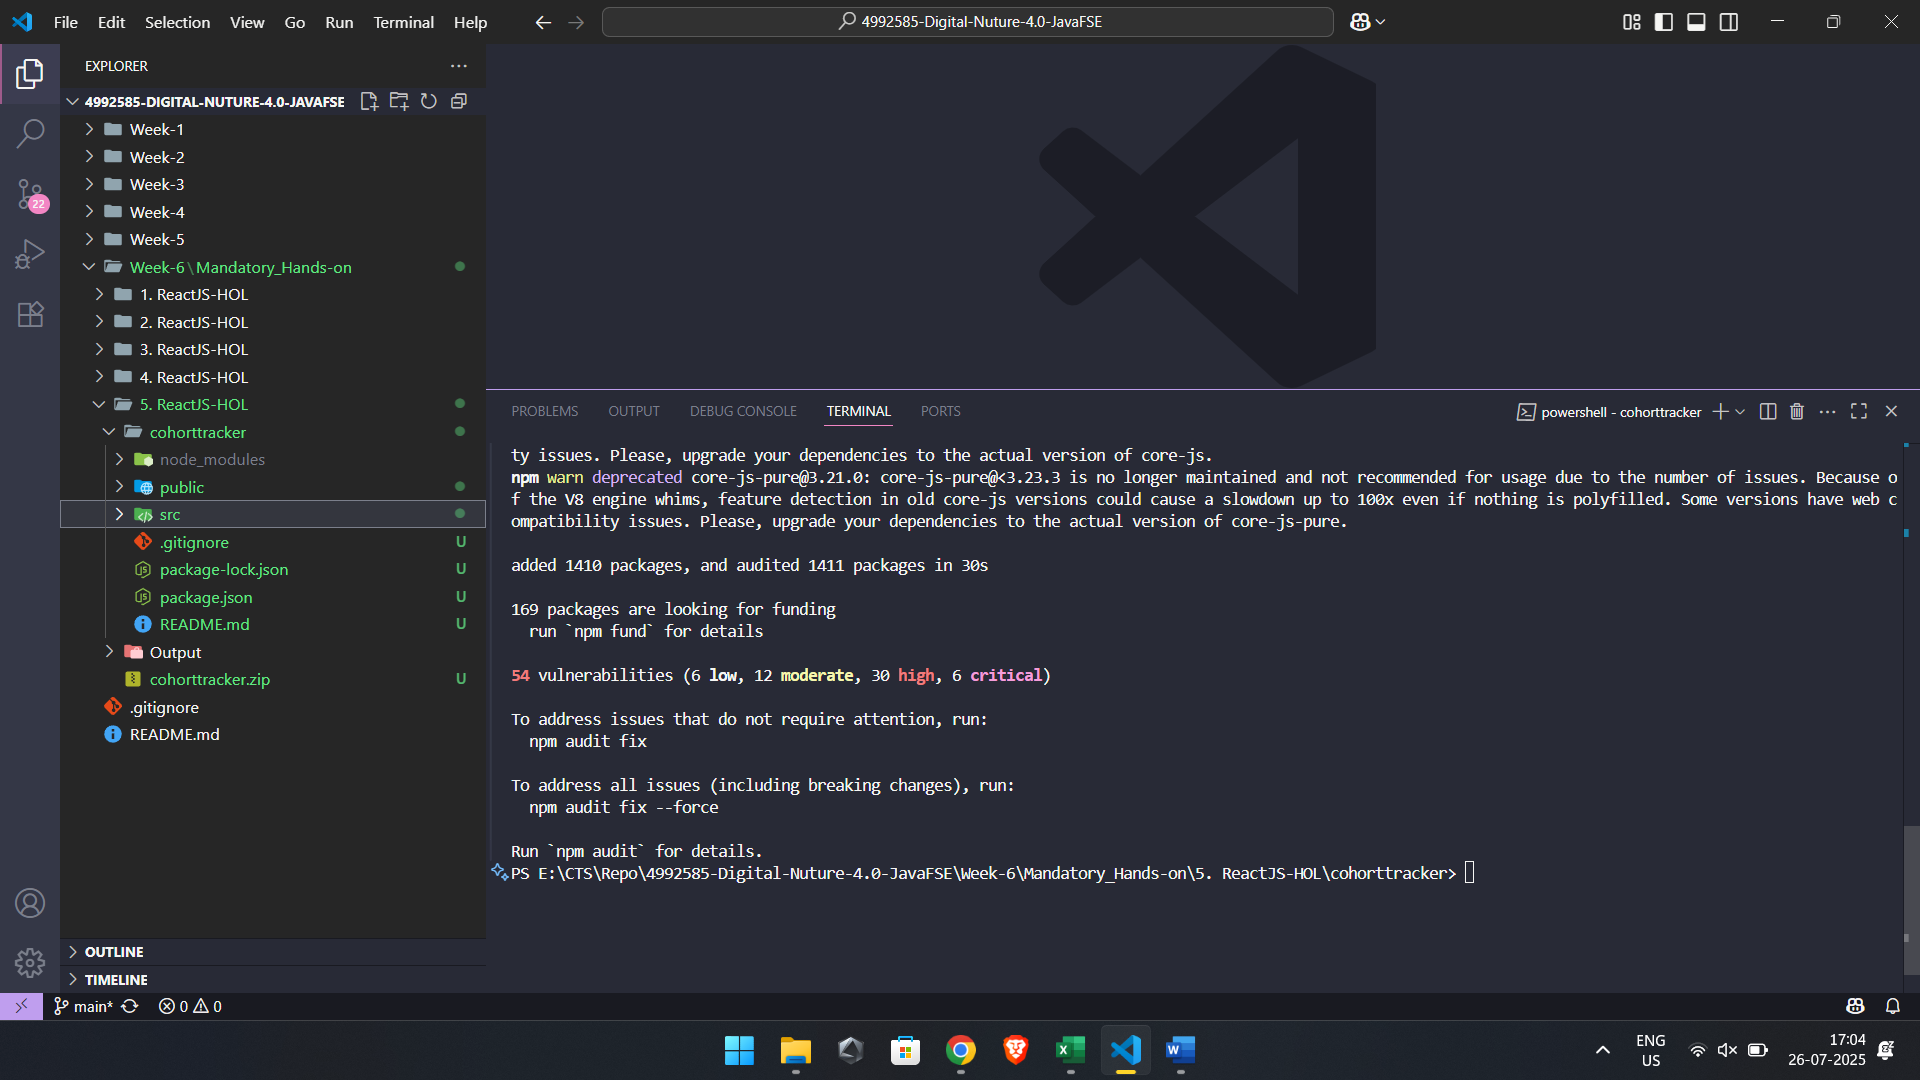 File Edit Selection View Go Run Terminal Help
4992585-Digital-Nuture-4.0-JavaFSE
EXPLORER
4992585-DIGITAL-NUTURE-4.0-JAVAFSE
Week-1
Week-2
Week-3
Week-4
Week-5
Week-6\Mandatory_Hands-on
1. ReactJS-HOL
2. ReactJS-HOL
3. ReactJS-HOL
4. ReactJS-HOL
5. ReactJS-HOL
cohorttracker
node_modules
public
src
.gitignore U
package-lock.json U
package.json U
README.md U
Output
cohorttracker.zip U
.gitignore
README.md
OUTLINE
TIMELINE
22
PROBLEMS OUTPUT DEBUG CONSOLE TERMINAL PORTS
powershell - cohorttracker
ty issues. Please, upgrade your dependencies to the actual version of core-js.
npm warn deprecated core-js-pure@3.21.0: core-js-pure@<3.23.3 is no longer maintained and not recommended for usage due to the number of issues. Because o
f the V8 engine whims, feature detection in old core-js versions could cause a slowdown up to 100x even if nothing is polyfilled. Some versions have web c
ompatibility issues. Please, upgrade your dependencies to the actual version of core-js-pure.
added 1410 packages, and audited 1411 packages in 30s
169 packages are looking for funding
run `npm fund` for details
54 vulnerabilities (6 low, 12 moderate, 30 high, 6 critical)
To address issues that do not require attention, run:
npm audit fix
To address all issues (including breaking changes), run:
npm audit fix --force
Run `npm audit` for details.
PS E:\CTS\Repo\4992585-Digital-Nuture-4.0-JavaFSE\Week-6\Mandatory_Hands-on\5. ReactJS-HOL\cohorttracker>
main* 0 0
ENG
US
17:04
26-07-2025